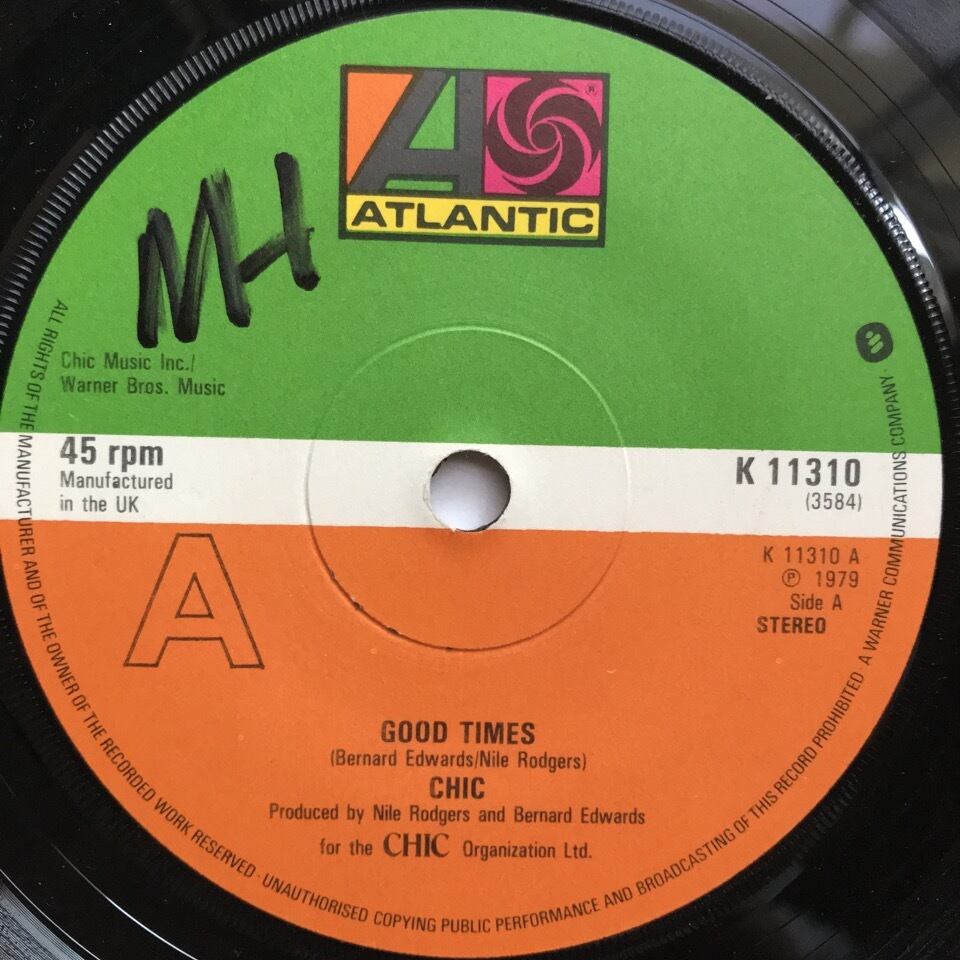 ATLANTIC
®
MH
Chic Music Inc./
Warner Bros. Music
45 rpm
Manufactured
in the UK
K 11310
(3584)
K 11310 A
℗ 1979
Side A
STEREO
A
GOOD TIMES
(Bernard Edwards/Nile Rodgers)
CHIC
Produced by Nile Rodgers and Bernard Edwards
for the CHIC Organization Ltd.
ALL RIGHTS OF THE MANUFACTURER AND OF THE OWNER OF THE RECORDED WORK RESERVED · UNAUTHORISED COPYING PUBLIC PERFORMANCE AND BROADCASTING OF THIS RECORD PROHIBITED · A WARNER COMMUNICATIONS COMPANY ·